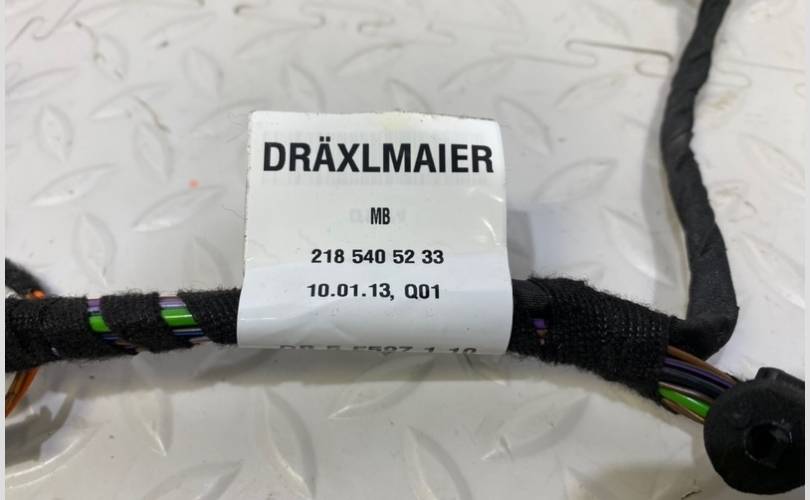 DRÄXLMAIER
MB
218 540 52 33
10.01.13, Q01